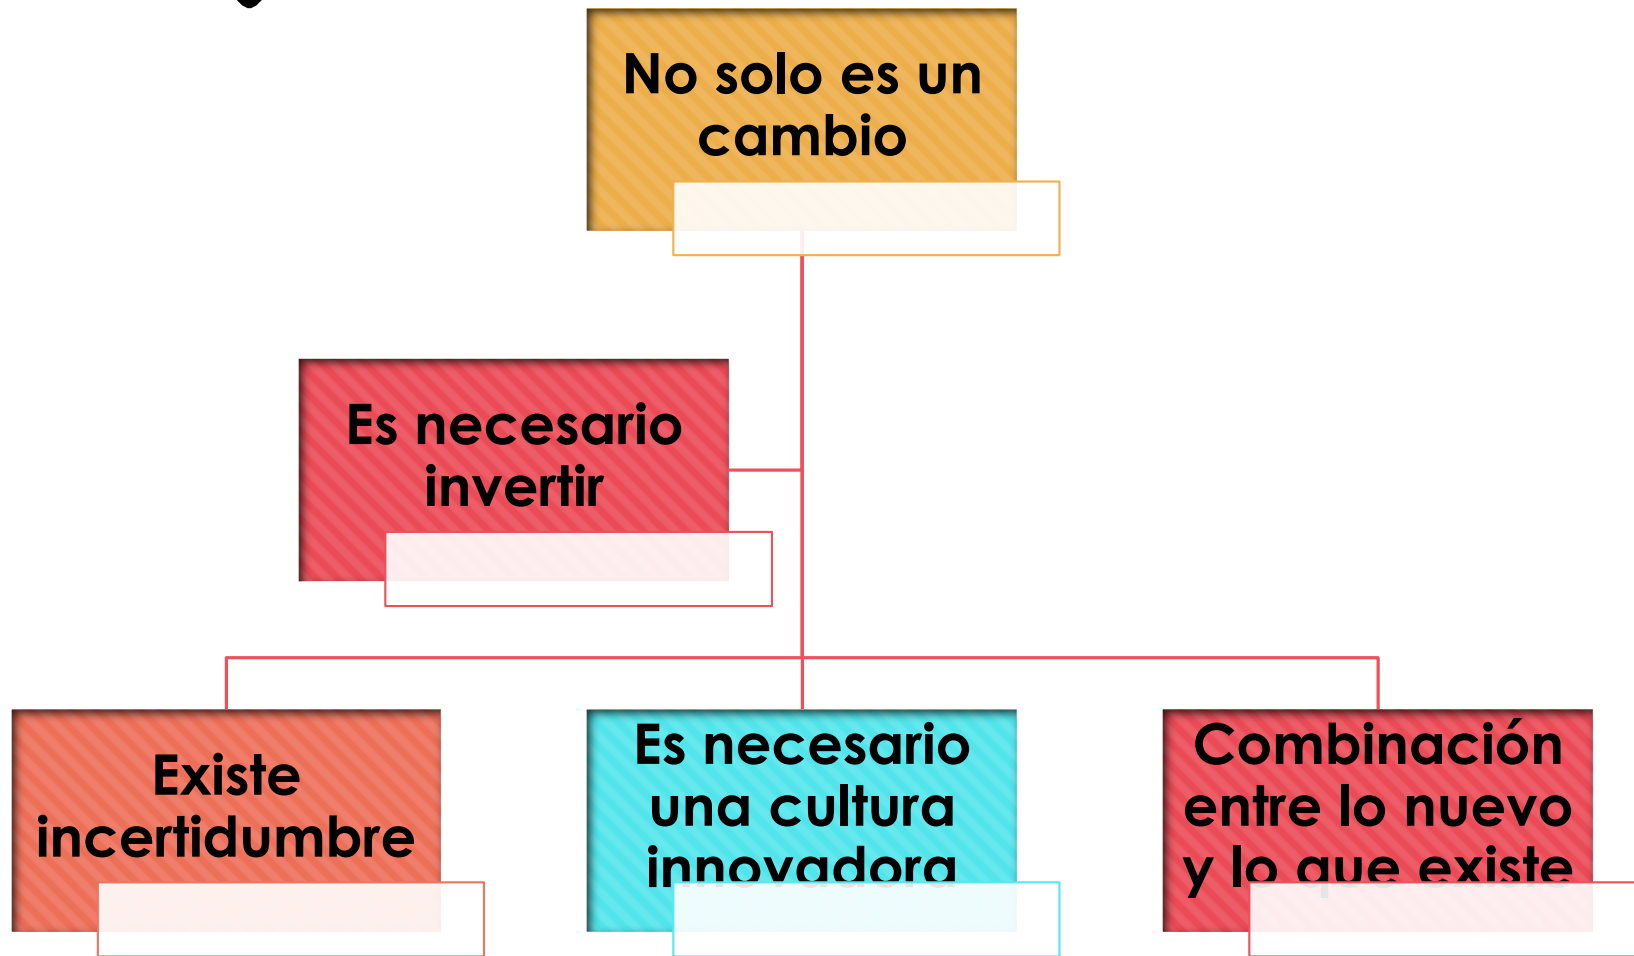 No solo es un
cambio
Es necesario
invertir
Existe
incertidumbre
Es necesario
una cultura
innovadora
Combinación
entre lo nuevo
y lo que existe